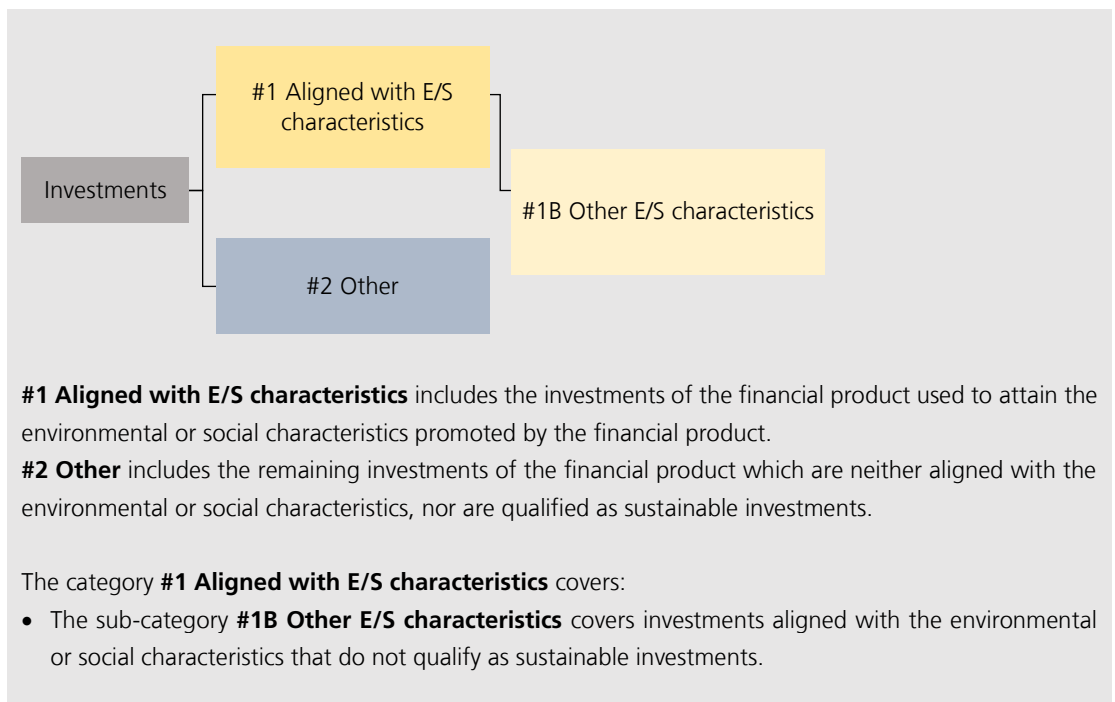 #1 Aligned with E/S
characteristics
Investments
#1B Other E/S characteristics
#2 Other
#1 Aligned with E/S characteristics includes the investments of the financial product used to attain the
environmental or social characteristics promoted by the financial product.
#2 Other includes the remaining investments of the financial product which are neither aligned with the
environmental or social characteristics, nor are qualified as sustainable investments.
The category #1 Aligned with E/S characteristics covers:
• The sub-category #1B Other E/S characteristics covers investments aligned with the environmental
or social characteristics that do not qualify as sustainable investments.